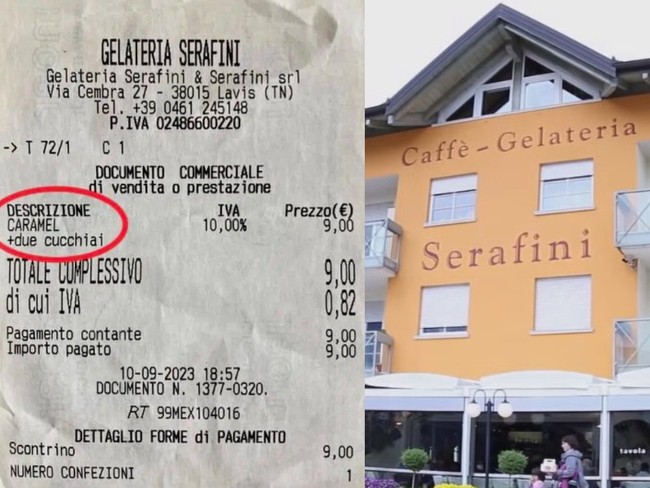 GELATERIA SERAFINI
Gelateria Serafini & Serafini srl
Via Cembra 27 - 38015 Lavis (TN)
Tel. +39 0461 245148
P.IVA 02486600220
-> T 72/1 C 1
DOCUMENTO COMMERCIALE
di vendita o prestazione
DESCRIZIONE IVA Prezzo(€)
CARAMEL 10,00% 9,00
+due cucchiai
TOTALE COMPLESSIVO 9,00
di cui IVA 0,82
Pagamento contante 9,00
Importo pagato 9,00
10-09-2023 18:57
DOCUMENTO N. 1377-0320.
RT 99MEX104016
DETTAGLIO FORME di PAGAMENTO
Scontrino 9,00
NUMERO CONFEZIONI 1
Caffè - Gelateria
Serafini
tavola